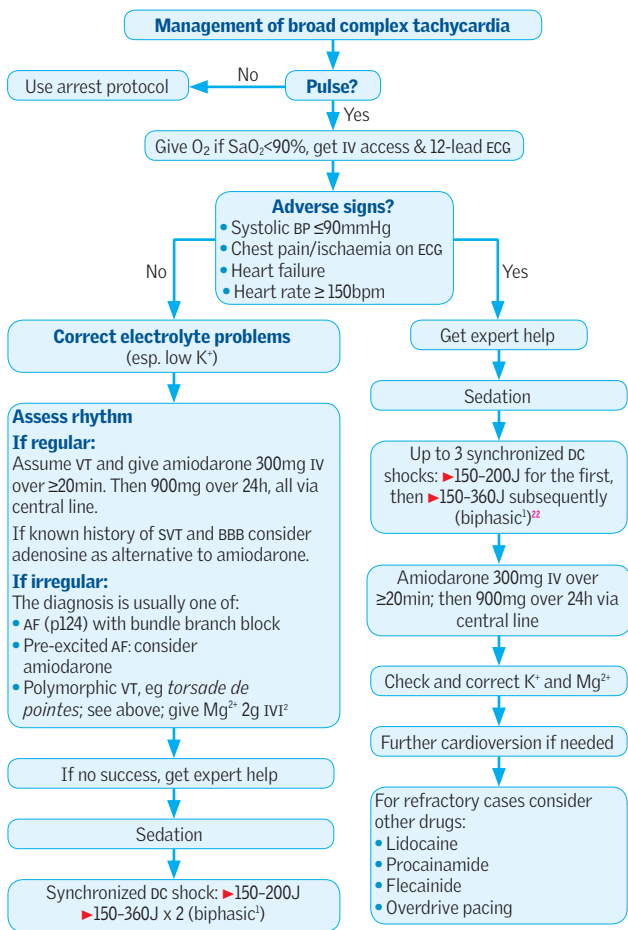 Management of broad complex tachycardia
Use arrest protocol
No
Pulse?
Yes
Give O₂ if SaO₂<90%, get IV access & 12-lead ECG
Adverse signs?
• Systolic BP ≤90mmHg
• Chest pain/ischaemia on ECG
• Heart failure
• Heart rate ≥ 150bpm
No
Correct electrolyte problems
(esp. low K⁺)
Assess rhythm
If regular:
Assume VT and give amiodarone 300mg IV
over ≥20min. Then 900mg over 24h, all via
central line.
If known history of SVT and BBB consider
adenosine as alternative to amiodarone.
If irregular:
The diagnosis is usually one of:
• AF (p124) with bundle branch block
• Pre-excited AF: consider
amiodarone
• Polymorphic VT, eg torsade de
pointes; see above; give Mg²⁺ 2g IVI²
If no success, get expert help
Sedation
Synchronized DC shock: ►150–200J
►150–360J x 2 (biphasic¹)
Yes
Get expert help
Sedation
Up to 3 synchronized DC
shocks: ►150–200J for the first,
then ►150–360J subsequently
(biphasic¹)²²
Amiodarone 300mg IV over
≥20min; then 900mg over 24h via
central line
Check and correct K⁺ and Mg²⁺
Further cardioversion if needed
For refractory cases consider
other drugs:
• Lidocaine
• Procainamide
• Flecainide
• Overdrive pacing